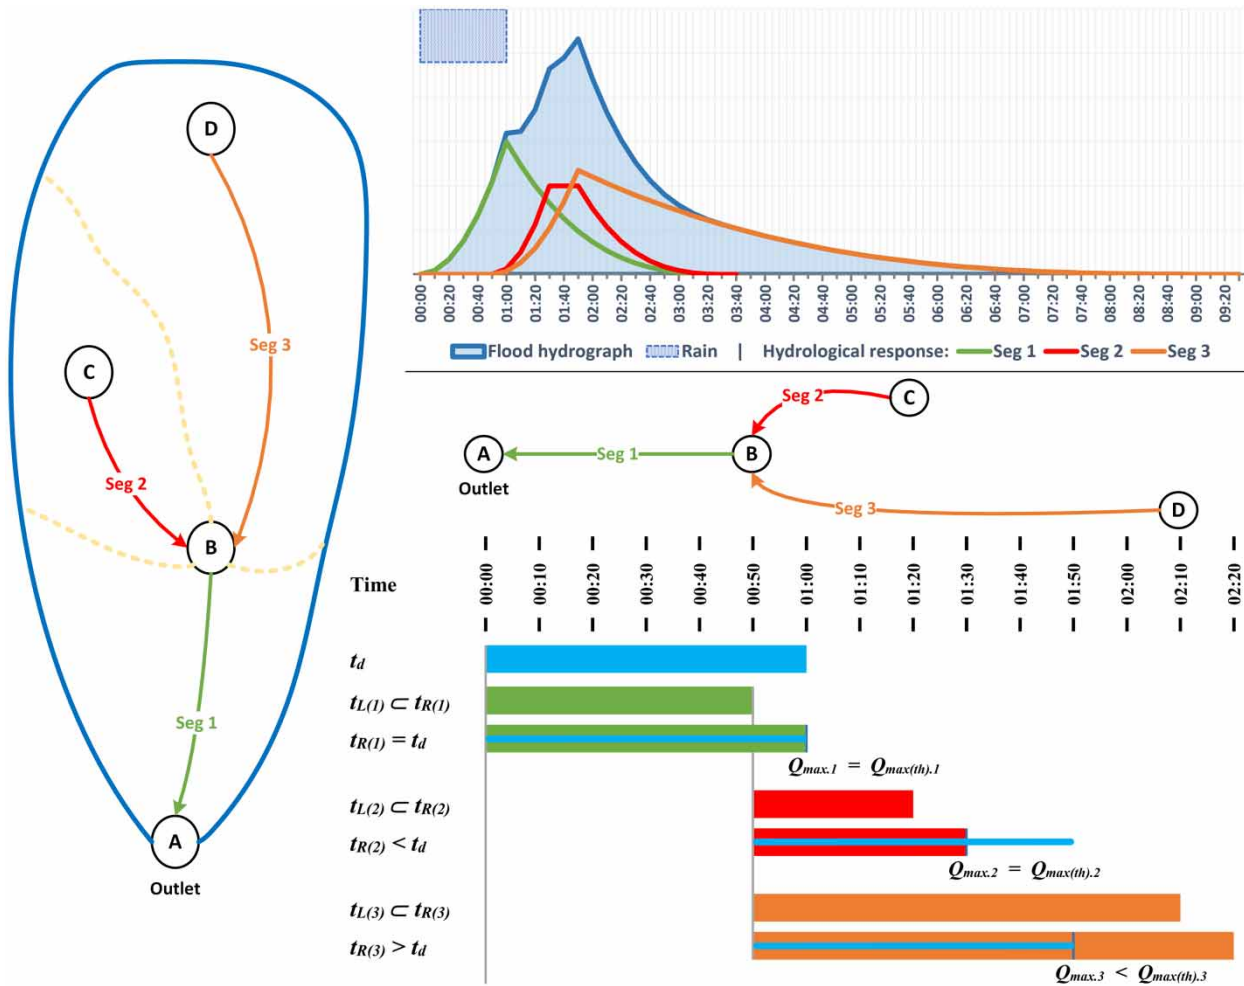 D
Seg 3
C
Seg 2
B
Seg 1
A
Outlet
00:00 00:20 00:40 01:00 01:20 01:40 02:00 02:20 02:40 03:00 03:20 03:40 04:00 04:20 04:40 05:00 05:20 05:40 06:00 06:20 06:40 07:00 07:20 07:40 08:00 08:20 08:40 09:00 09:20
Flood hydrograph Rain | Hydrological response: Seg 1 Seg 2 Seg 3
Seg 2 C
A Seg 1 B
Outlet
Seg 3 D
Time 00:00 00:10 00:20 00:30 00:40 00:50 01:00 01:10 01:20 01:30 01:40 01:50 02:00 02:10 02:20
td
tL(1) ⊂ tR(1)
tR(1) = td
Qmax.1 = Qmax(th).1
tL(2) ⊂ tR(2)
tR(2) < td
Qmax.2 = Qmax(th).2
tL(3) ⊂ tR(3)
tR(3) > td
Qmax.3 < Qmax(th).3